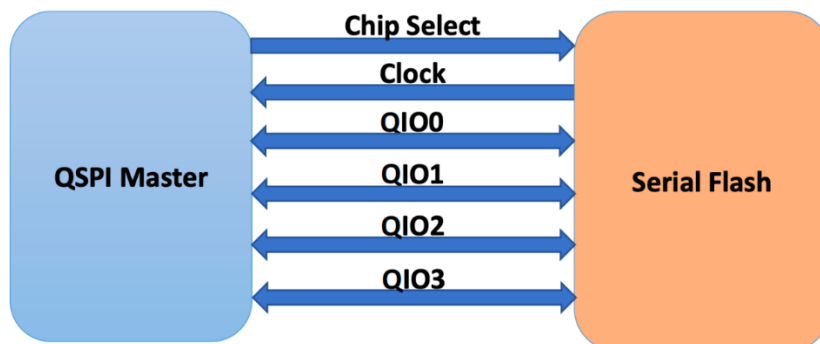 Chip Select
Clock
QIO0
QSPI Master
QIO1
Serial Flash
QIO2
QIO3